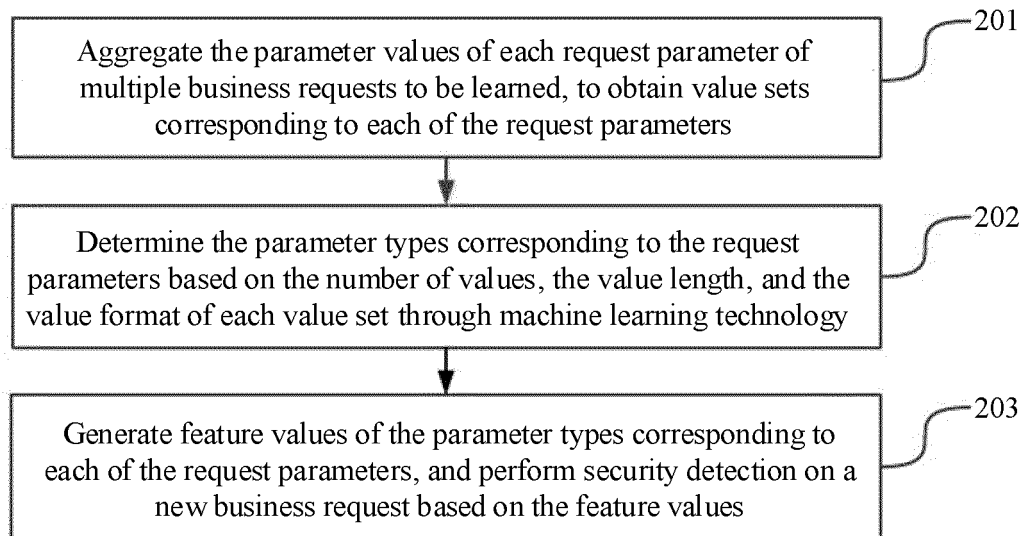 Aggregate the parameter values of each request parameter of
multiple business requests to be learned, to obtain value sets
corresponding to each of the request parameters
201
Determine the parameter types corresponding to the request
parameters based on the number of values, the value length, and the
value format of each value set through machine learning technology
202
Generate feature values of the parameter types corresponding to
each of the request parameters, and perform security detection on a
new business request based on the feature values
203